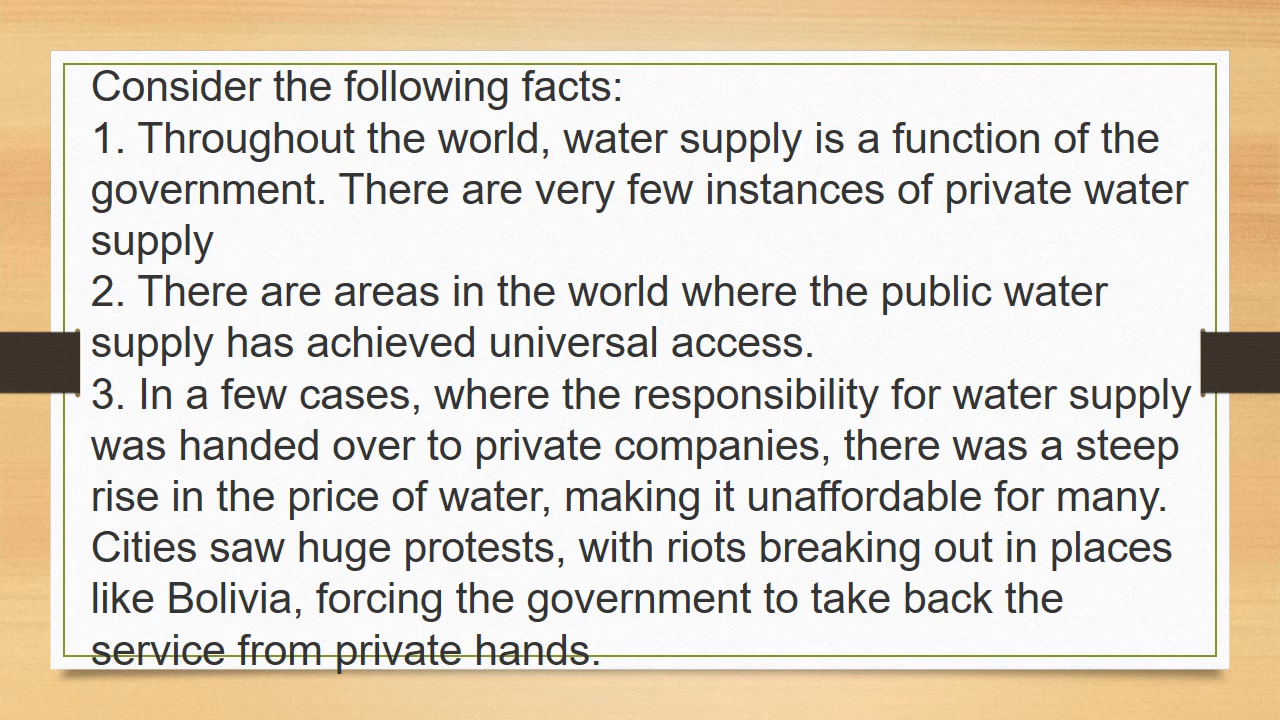 Consider the following facts:
1. Throughout the world, water supply is a function of the
government. There are very few instances of private water
supply
2. There are areas in the world where the public water
supply has achieved universal access.
3. In a few cases, where the responsibility for water supply
was handed over to private companies, there was a steep
rise in the price of water, making it unaffordable for many.
Cities saw huge protests, with riots breaking out in places
like Bolivia, forcing the government to take back the
service from private hands.